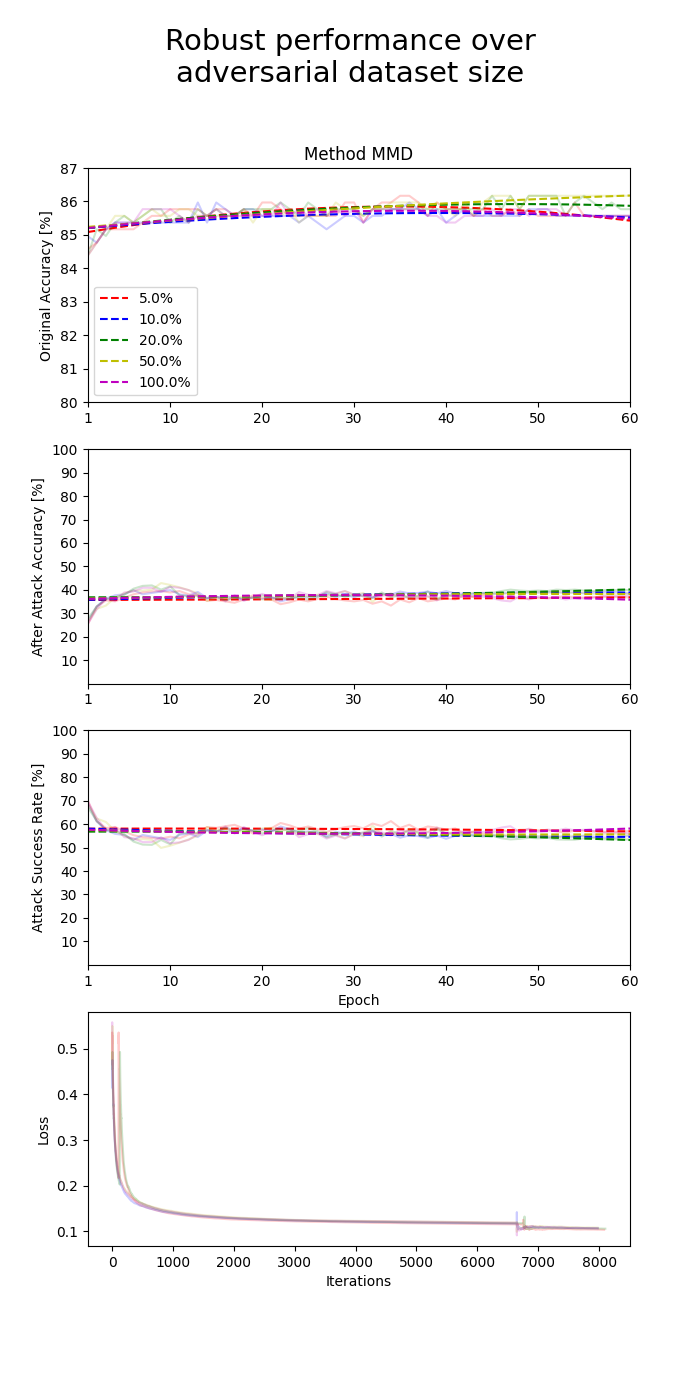 Robust performance over
adversarial dataset size
Method MMD
Original Accuracy [%]
87
86
85
84
83
82
81
80
5.0%
10.0%
20.0%
50.0%
100.0%
1 10 20 30 40 50 60
After Attack Accuracy [%]
100
90
80
70
60
50
40
30
20
10
1 10 20 30 40 50 60
Attack Success Rate [%]
100
90
80
70
60
50
40
30
20
10
1 10 20 30 40 50 60
Epoch
Loss
0.5
0.4
0.3
0.2
0.1
0 1000 2000 3000 4000 5000 6000 7000 8000
Iterations